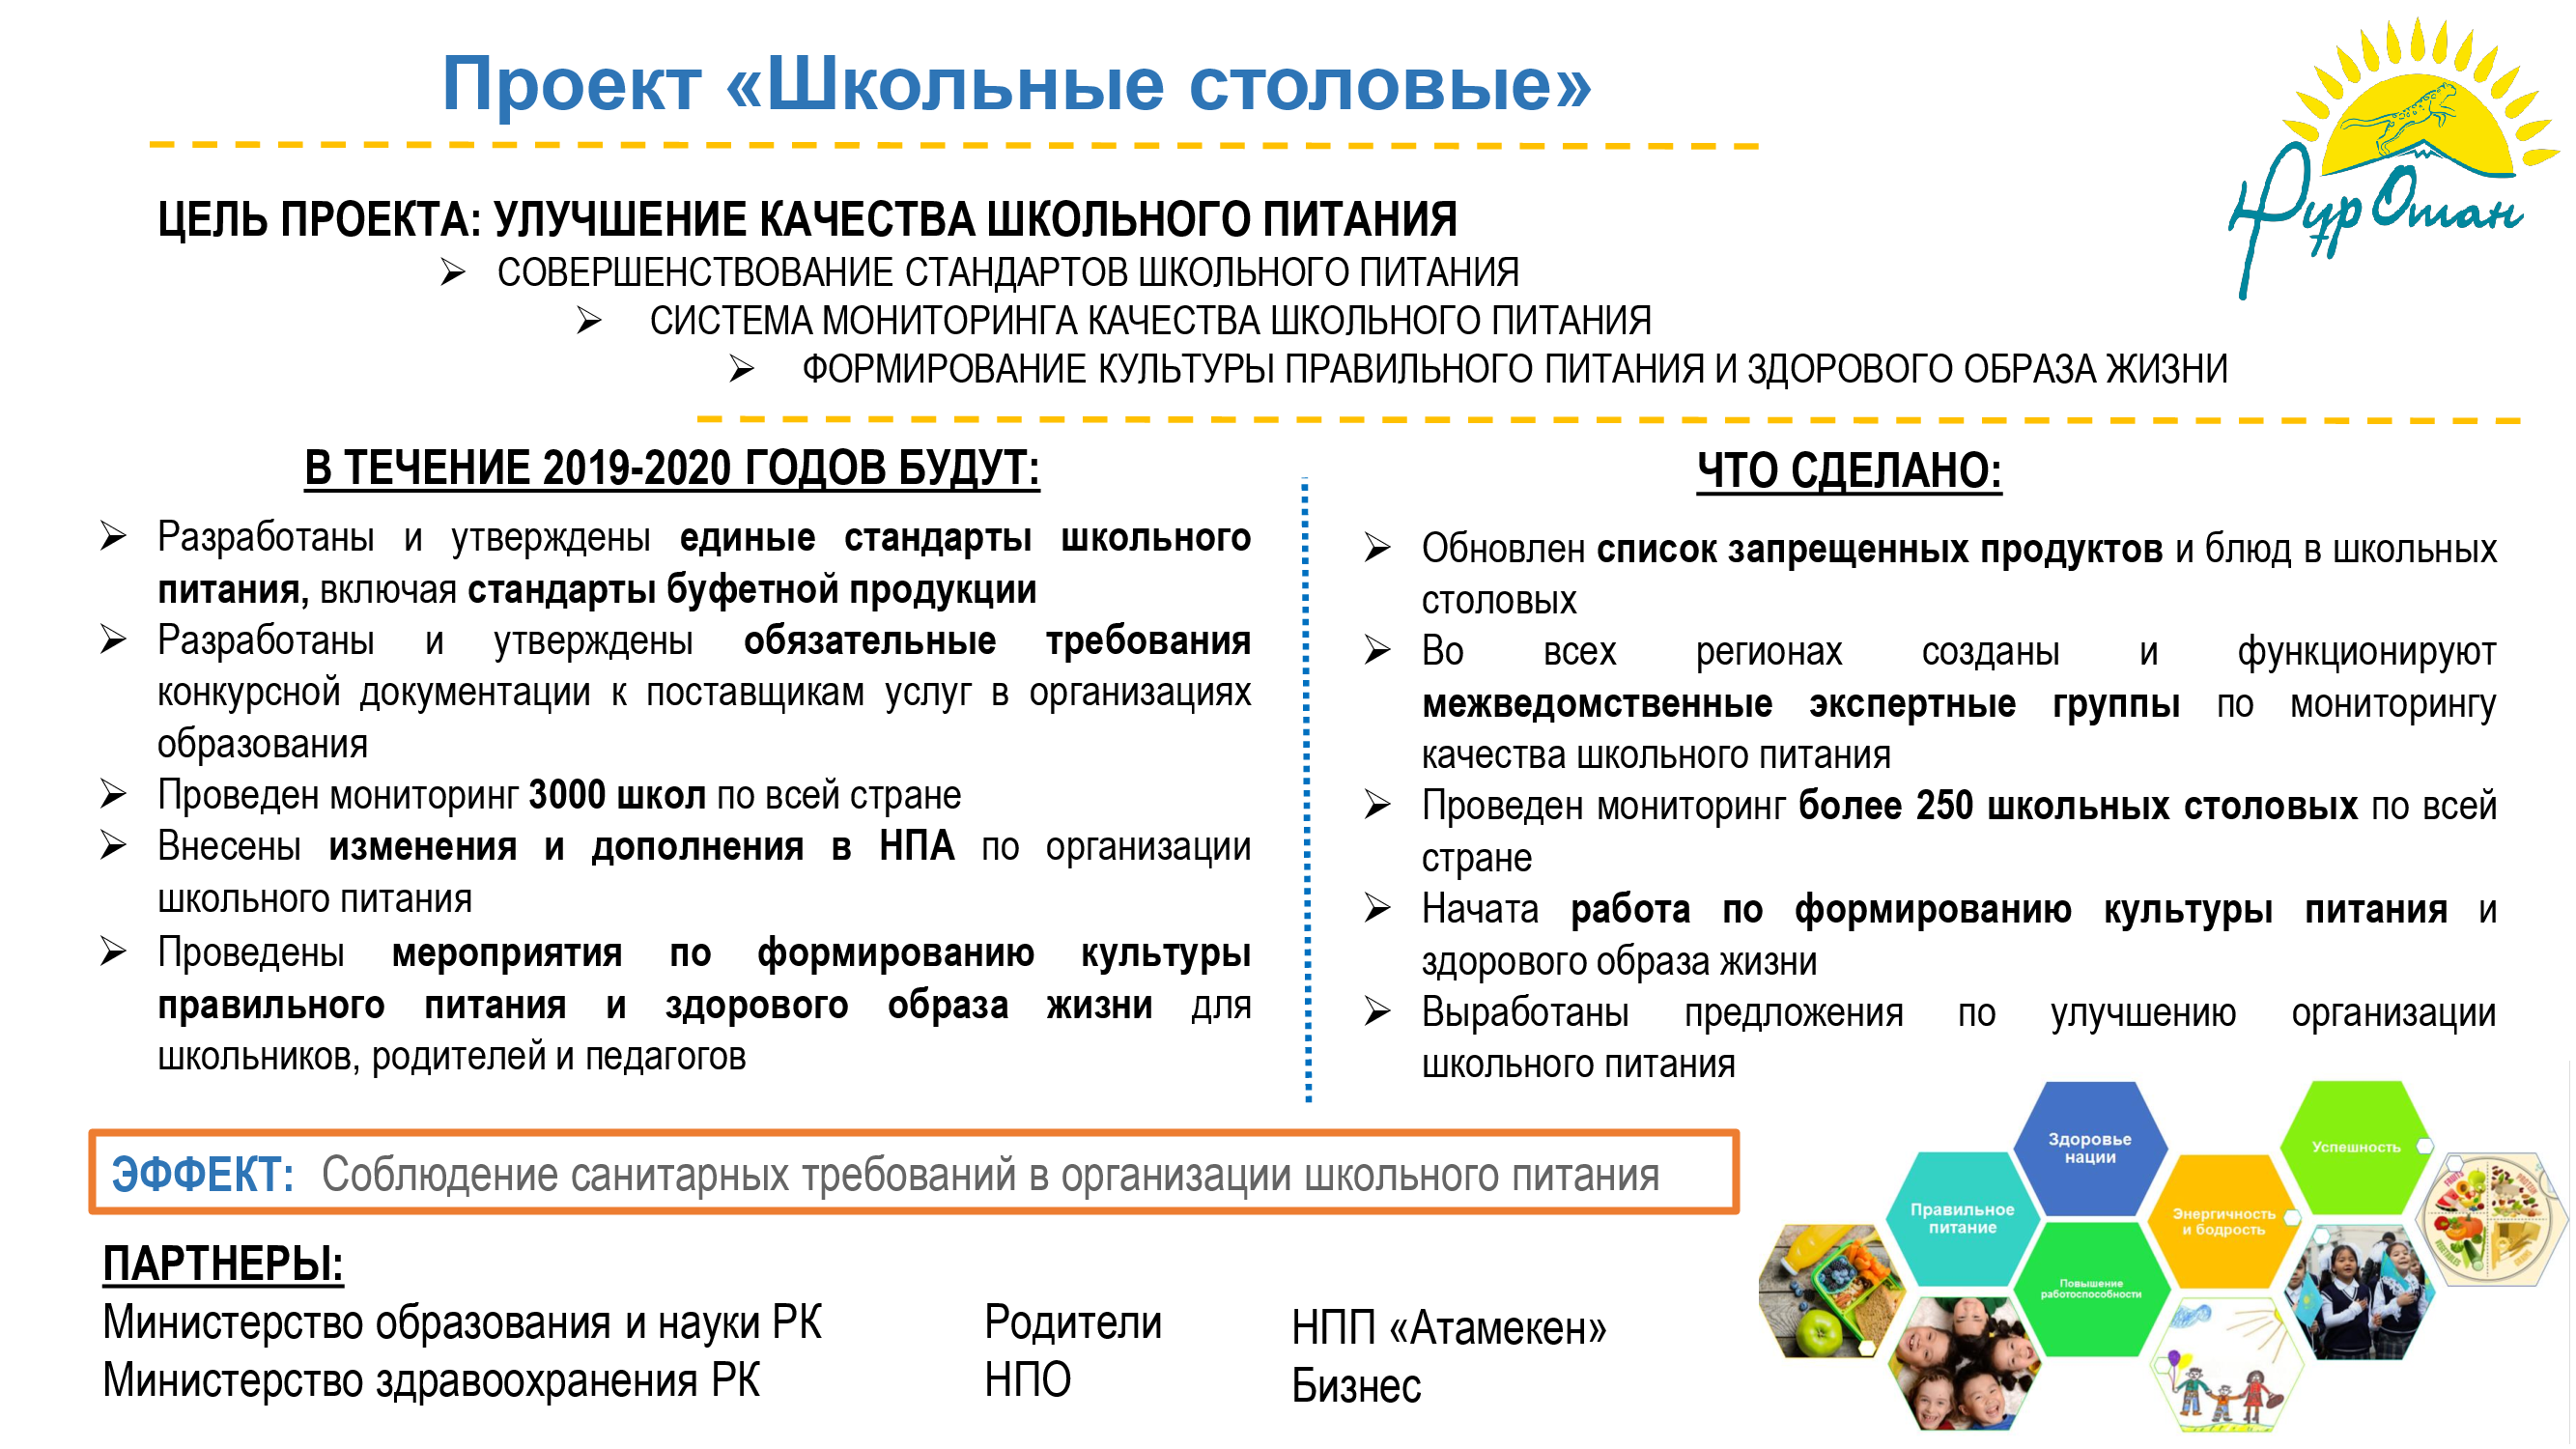 Проект «Школьные столовые»
Нұр Отан
ЦЕЛЬ ПРОЕКТА: УЛУЧШЕНИЕ КАЧЕСТВА ШКОЛЬНОГО ПИТАНИЯ
СОВЕРШЕНСТВОВАНИЕ СТАНДАРТОВ ШКОЛЬНОГО ПИТАНИЯ
СИСТЕМА МОНИТОРИНГА КАЧЕСТВА ШКОЛЬНОГО ПИТАНИЯ
ФОРМИРОВАНИЕ КУЛЬТУРЫ ПРАВИЛЬНОГО ПИТАНИЯ И ЗДОРОВОГО ОБРАЗА ЖИЗНИ
В ТЕЧЕНИЕ 2019-2020 ГОДОВ БУДУТ:
Разработаны и утверждены единые стандарты школьного
питания, включая стандарты буфетной продукции
Разработаны и утверждены обязательные требования
конкурсной документации к поставщикам услуг в организациях
образования
Проведен мониторинг 3000 школ по всей стране
Внесены изменения и дополнения в НПА по организации
школьного питания
Проведены мероприятия по формированию культуры
правильного питания и здорового образа жизни для
школьников, родителей и педагогов
ЧТО СДЕЛАНО:
Обновлен список запрещенных продуктов и блюд в школьных
столовых
Во всех регионах созданы и функционируют
межведомственные экспертные группы по мониторингу
качества школьного питания
Проведен мониторинг более 250 школьных столовых по всей
стране
Начата работа по формированию культуры питания и
здорового образа жизни
Выработаны предложения по улучшению организации
школьного питания
ЭФФЕКТ: Соблюдение санитарных требований в организации школьного питания
ПАРТНЕРЫ:
Министерство образования и науки РК
Министерство здравоохранения РК
Родители
НПО
НПП «Атамекен»
Бизнес
Здоровье
нации
Успешность
Правильное
питание
Энергичность
и бодрость
Повышение
работоспособности
FRUITS
PROTEIN
VEGETABLES
GRAINS